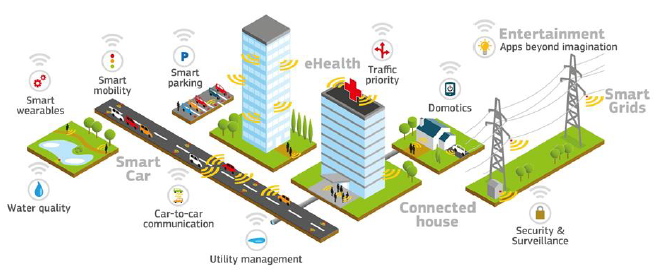 Entertainment
Apps beyond imagination
eHealth
Smart
mobility
Smart
parking
P
Traffic
priority
Smart
wearables
Domotics
Smart
Grids
Smart
Car
Water quality
Car-to-car
communication
Connected
house
Utility management
Security &
Surveillance